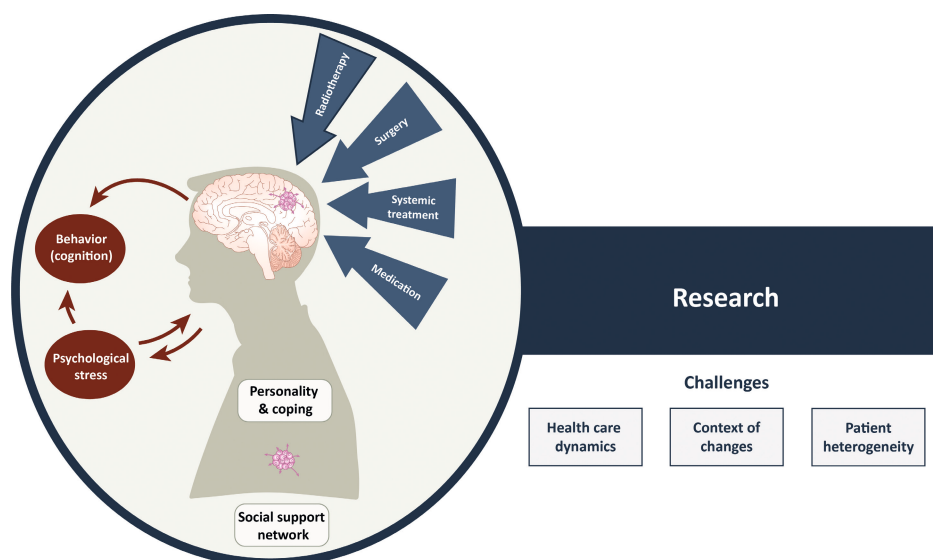 Radiotherapy
Surgery
Systemic
treatment
Medication
Behavior
(cognition)
Psychological
stress
Personality
& coping
Social support
network
Research
Challenges
Health care
dynamics
Context of
changes
Patient
heterogeneity